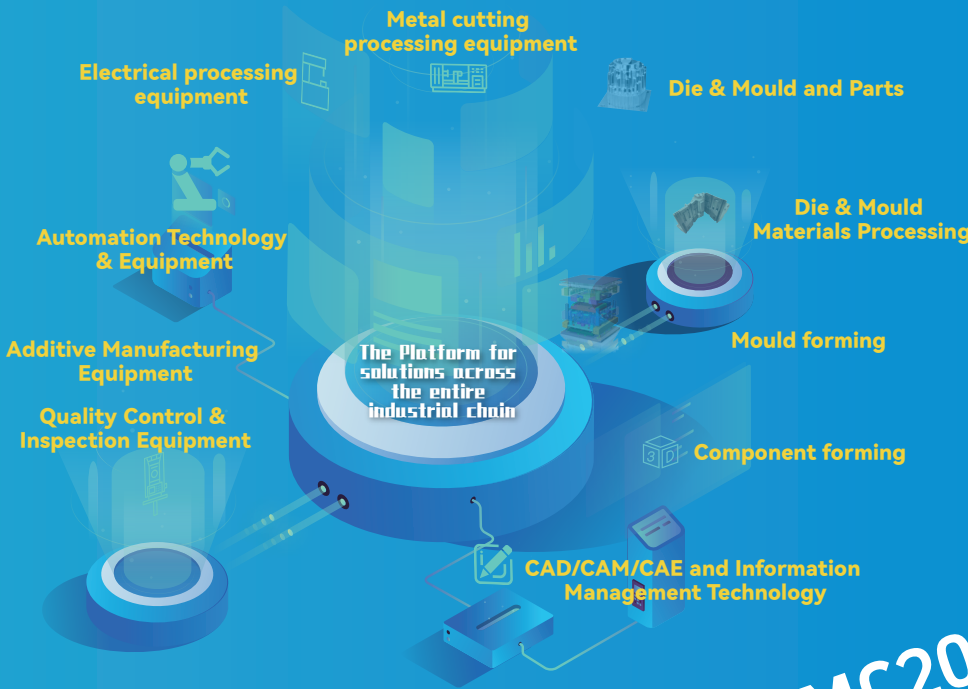 Metal cutting
processing equipment
Electrical processing
equipment
Die & Mould and Parts
Die & Mould
Materials Processing
Automation Technology
& Equipment
Mould forming
Additive Manufacturing
Equipment
The Platform for
solutions across
the entire
industrial chain
Quality Control &
Inspection Equipment
3D
Component forming
CAD/CAM/CAE and Information
Management Technology